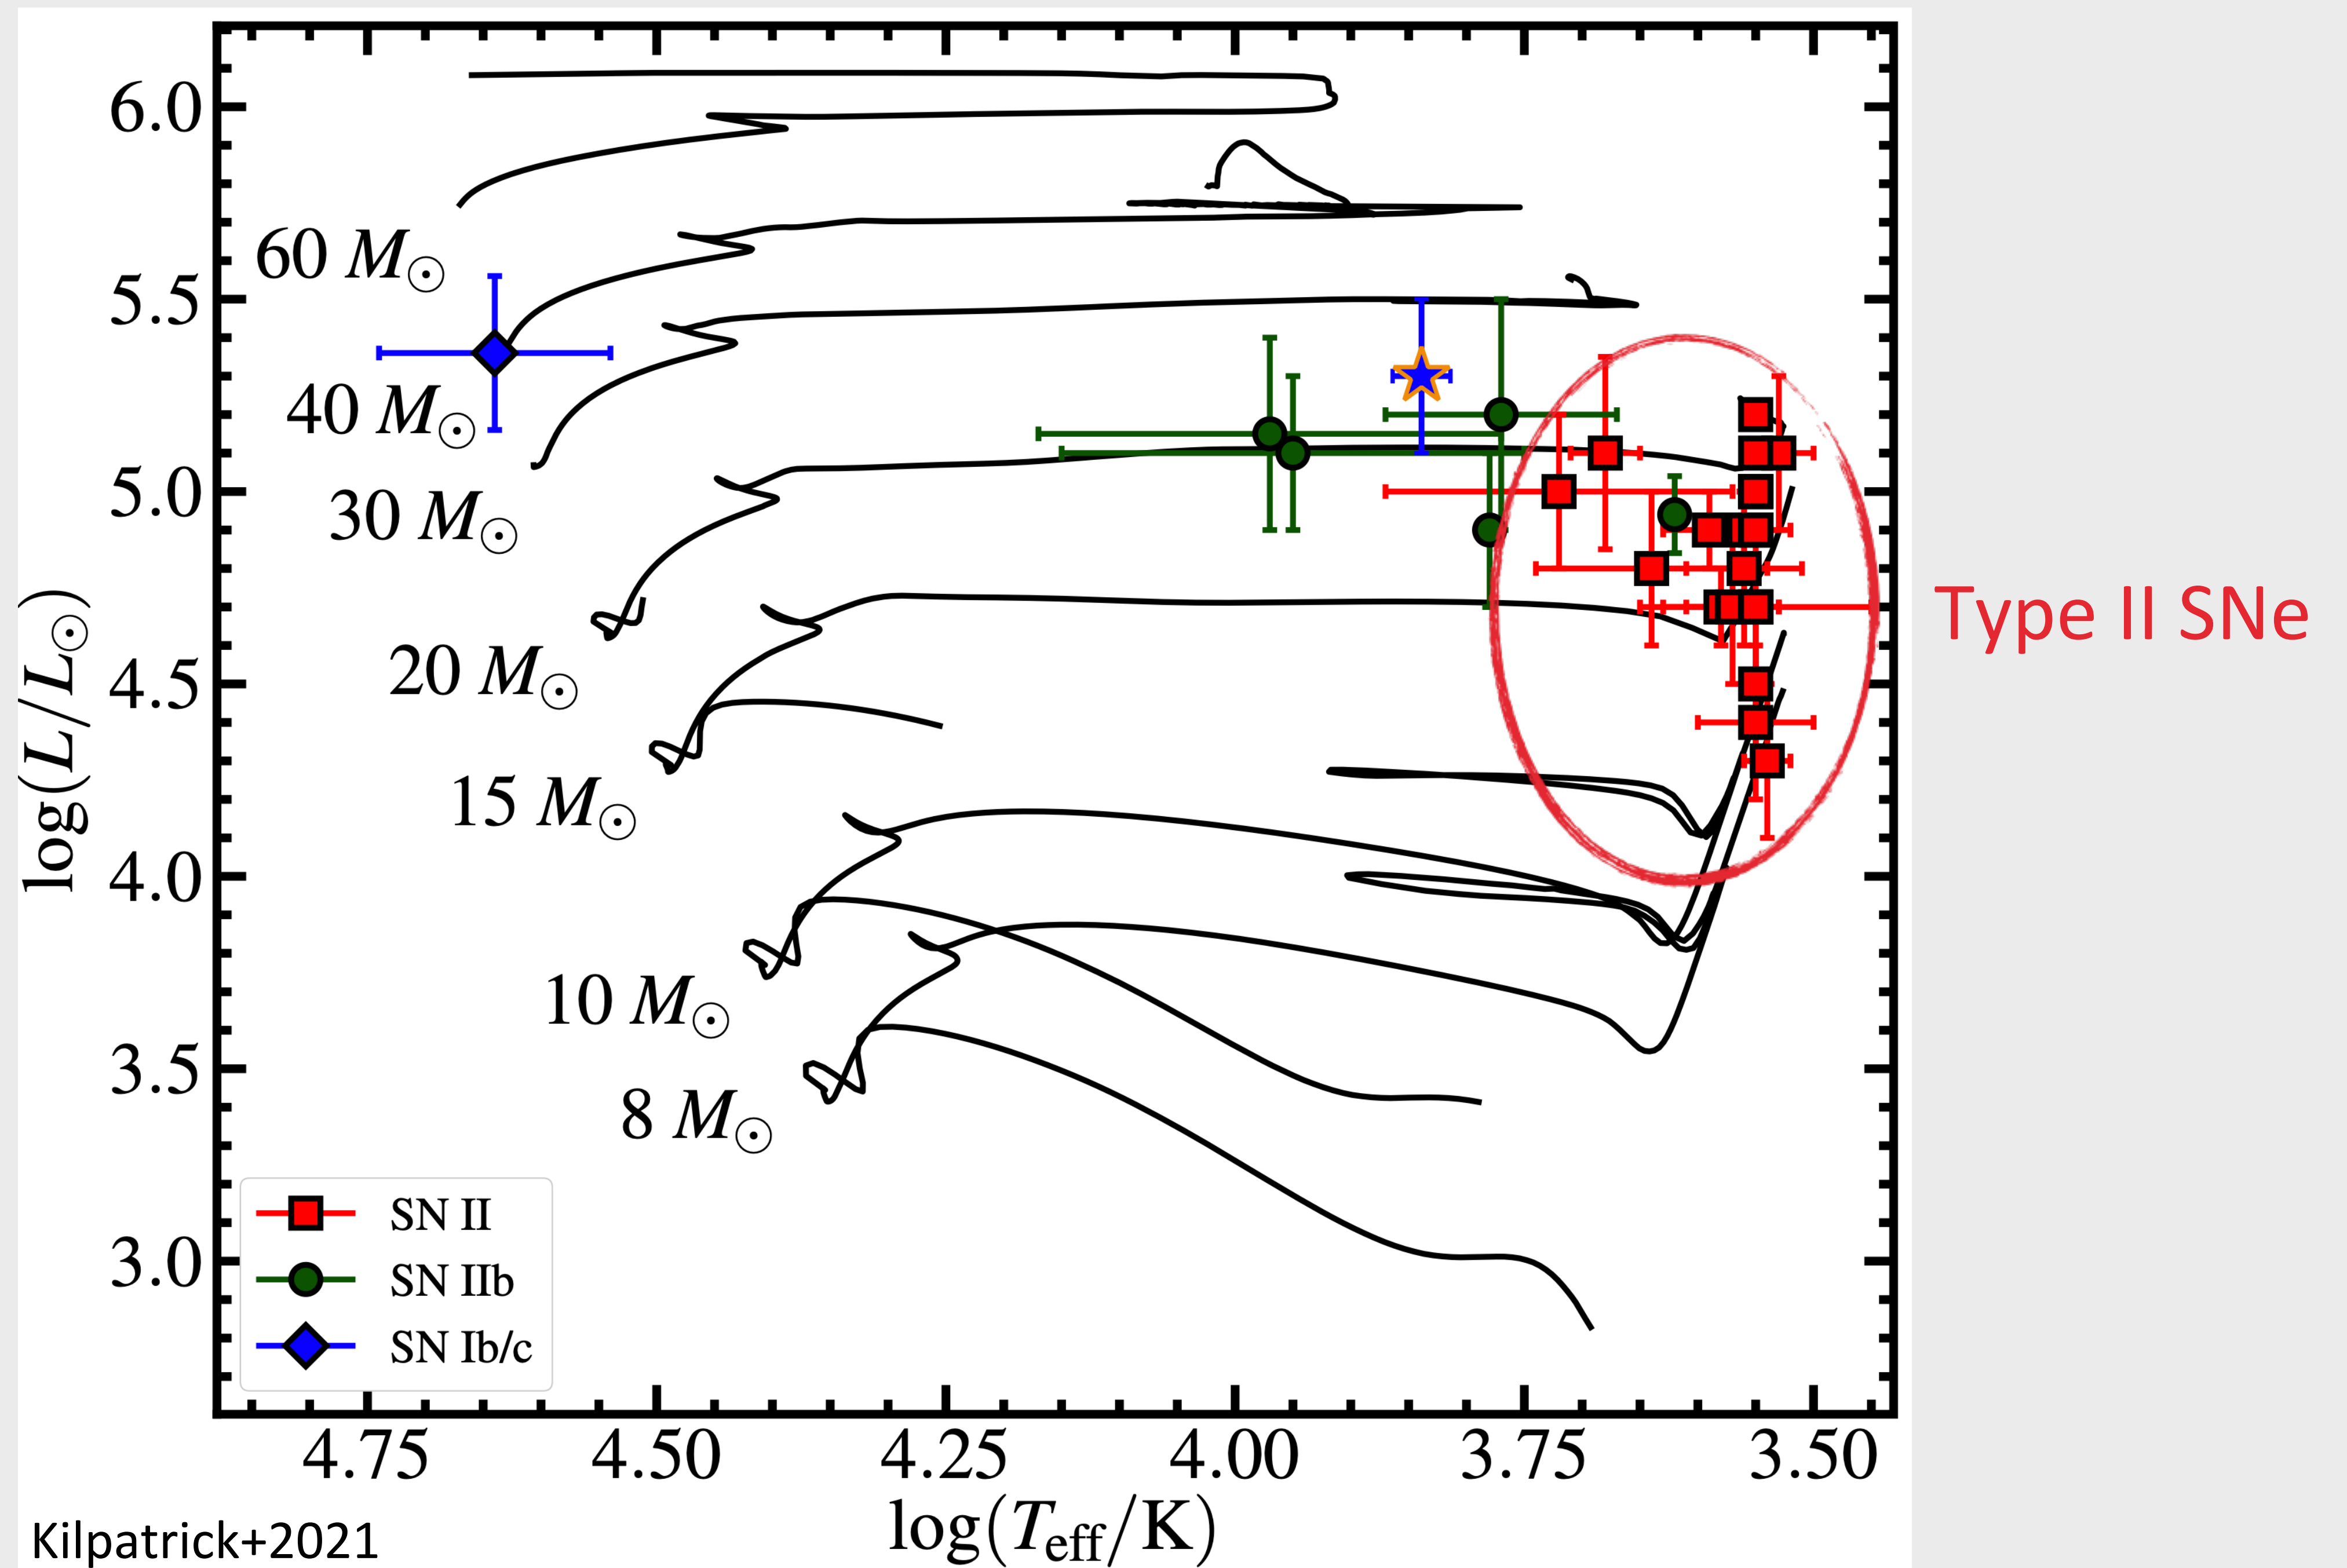 6.0
5.5
5.0
4.5
4.0
3.5
3.0
log(L/L☉)
60 M☉
40 M☉
30 M☉
20 M☉
15 M☉
10 M☉
8 M☉
Type II SNe
SN II
SN IIb
SN Ib/c
4.75 4.50 4.25 4.00 3.75 3.50
log(Teff/K)
Kilpatrick+2021